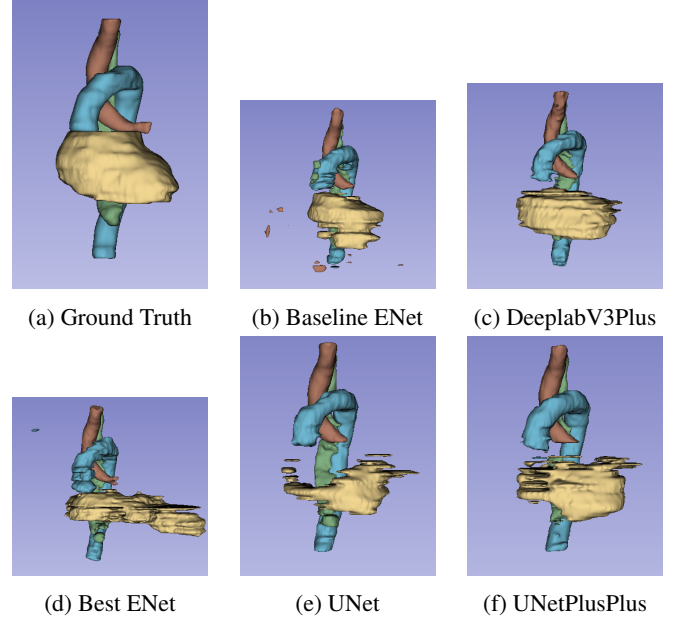 (a) Ground Truth
(b) Baseline ENet
(c) DeeplabV3Plus
(d) Best ENet
(e) UNet
(f) UNetPlusPlus